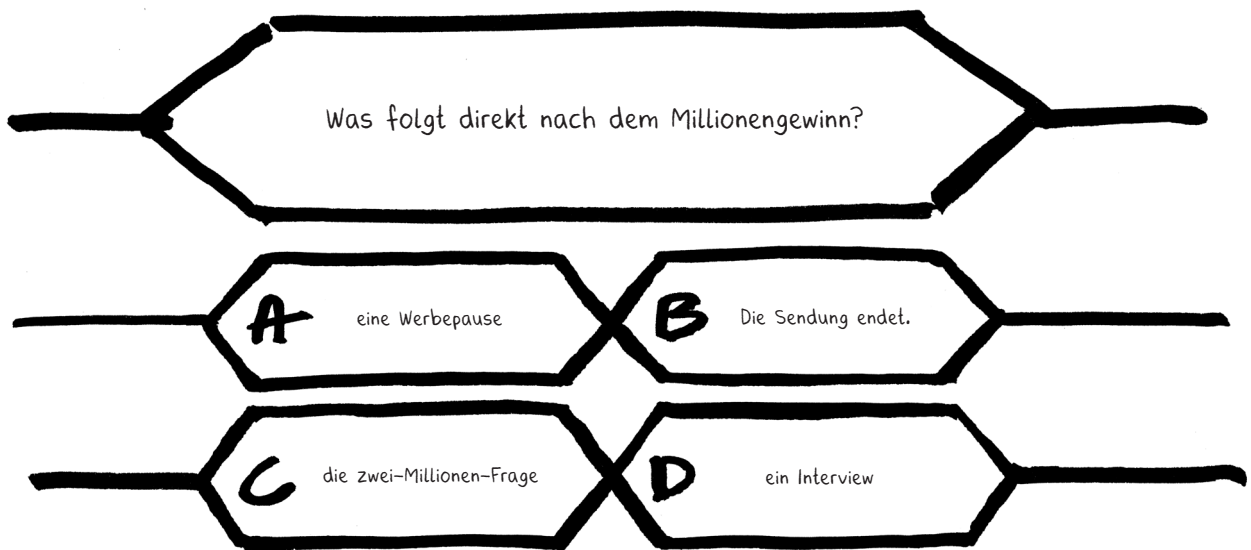 Was folgt direkt nach dem Millionengewinn?
A eine Werbepause
B Die Sendung endet.
C die zwei-Millionen-Frage
D ein Interview